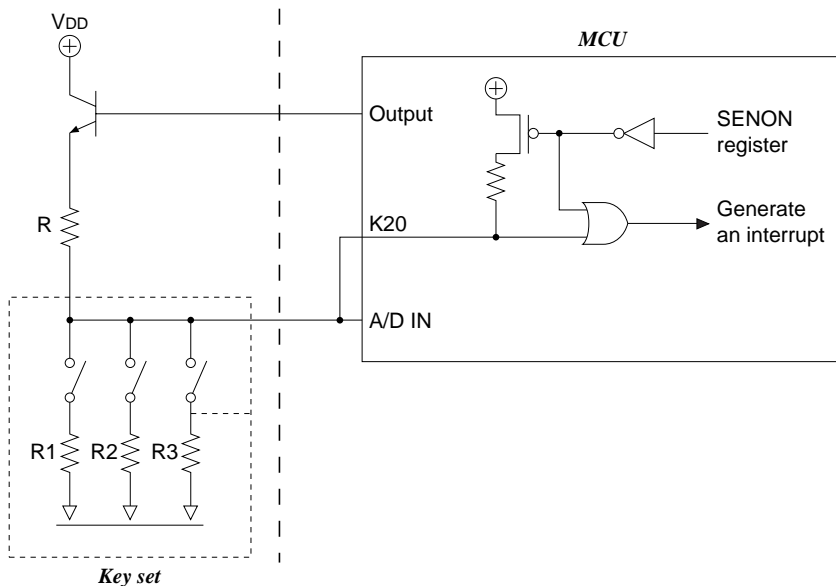 VDD
MCU
Output
SENON
register
R
K20
Generate
an interrupt
A/D IN
R1
R2
R3
Key set